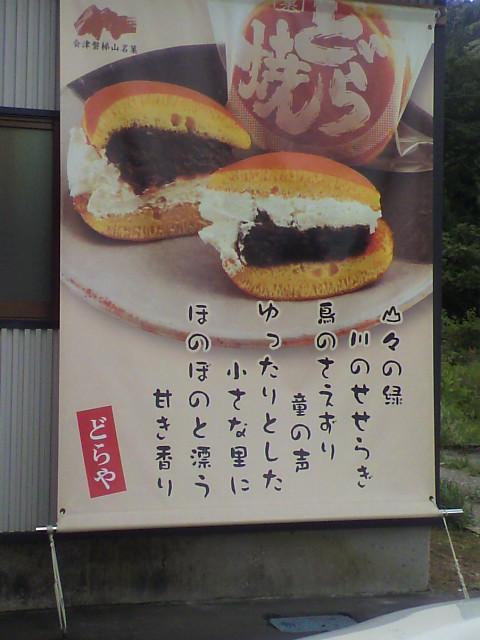 会津磐梯山名菓
どら焼
山々の緑
川のせせらぎ
鳥のさえずり
童の声
ゆったりとした
小さな里に
ほのぼのと漂う
甘き香り
どらや